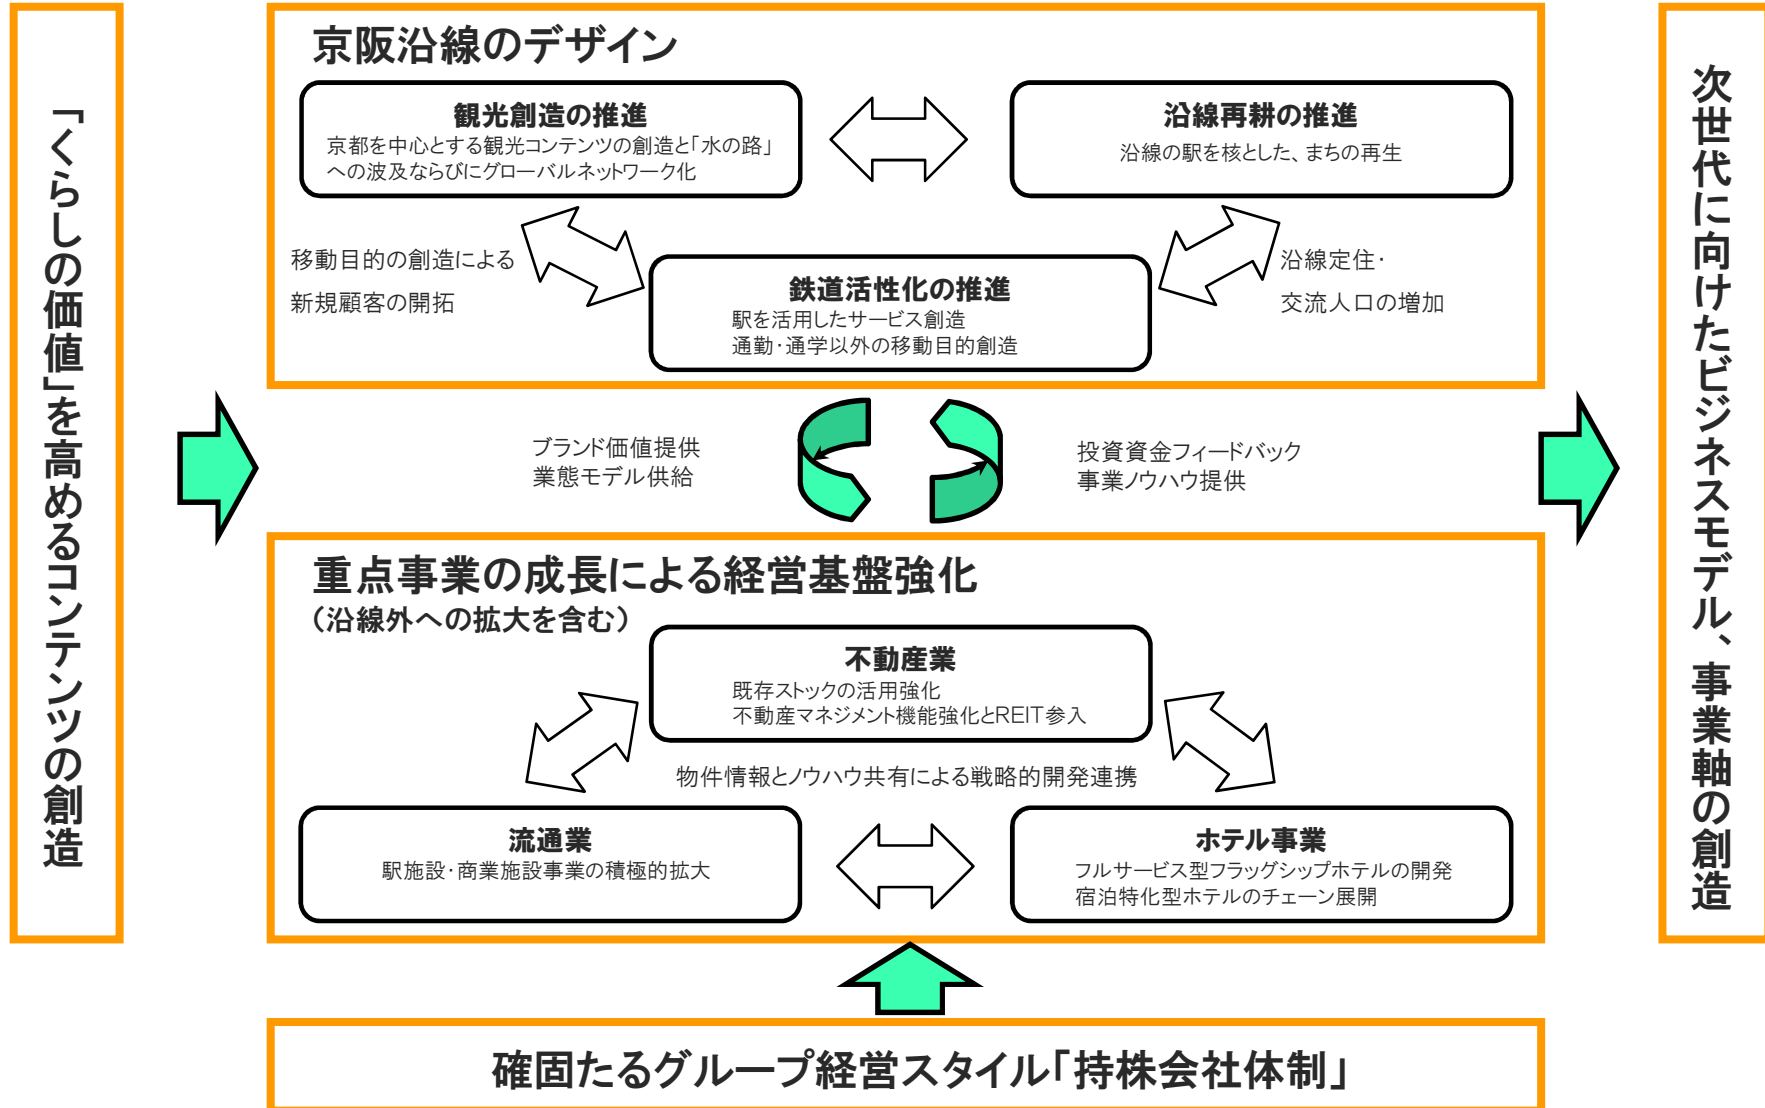 「くらしの価値」を高めるコンテンツの創造
京阪沿線のデザイン
観光創造の推進
京都を中心とする観光コンテンツの創造と「水の路」
への波及ならびにグローバルネットワーク化
沿線再耕の推進
沿線の駅を核とした、まちの再生
移動目的の創造による
新規顧客の開拓
鉄道活性化の推進
駅を活用したサービス創造
通勤・通学以外の移動目的創造
沿線定住・
交流人口の増加
ブランド価値提供
業態モデル供給
投資資金フィードバック
事業ノウハウ提供
重点事業の成長による経営基盤強化
（沿線外への拡大を含む）
不動産業
既存ストックの活用強化
不動産マネジメント機能強化とREIT参入
物件情報とノウハウ共有による戦略的開発連携
流通業
駅施設・商業施設事業の積極的拡大
ホテル事業
フルサービス型フラッグシップホテルの開発
宿泊特化型ホテルのチェーン展開
確固たるグループ経営スタイル「持株会社体制」
次世代に向けたビジネスモデル、事業軸の創造